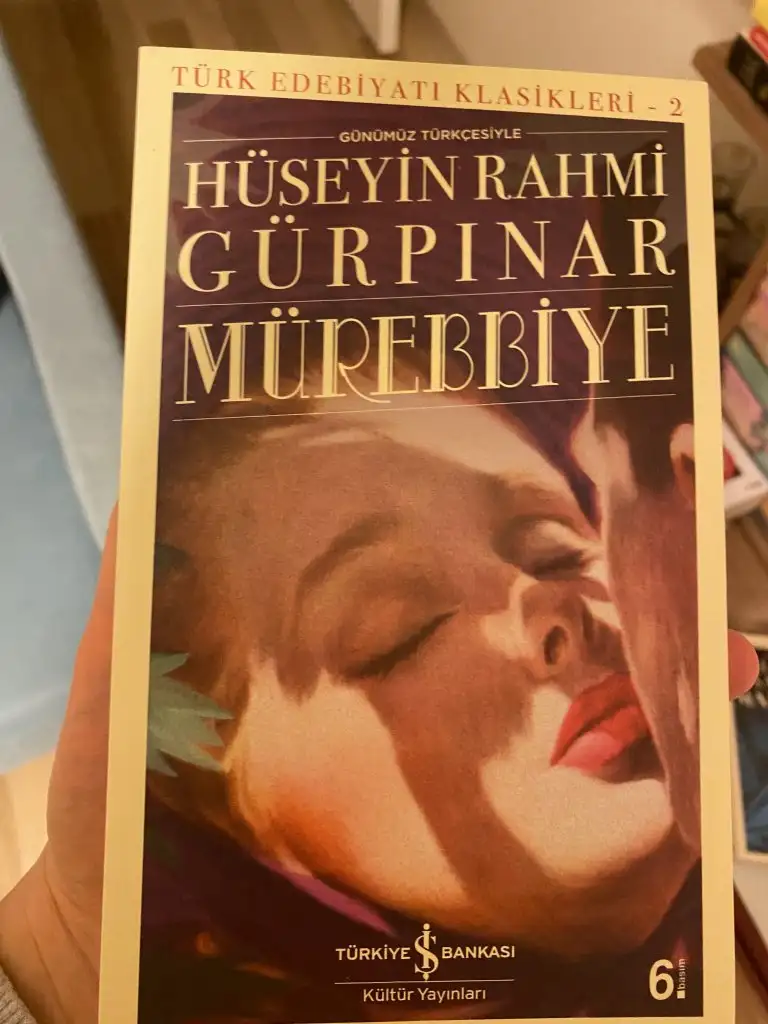 TÜRK EDEBİYATI KLASİKLERİ - 2
GÜNÜMÜZ TÜRKÇESİYLE
HÜSEYİN RAHMİ
GÜRPINAR
MÜREBBİYE
TÜRKİYE İŞ BANKASI
Kültür Yayınları
6. basım